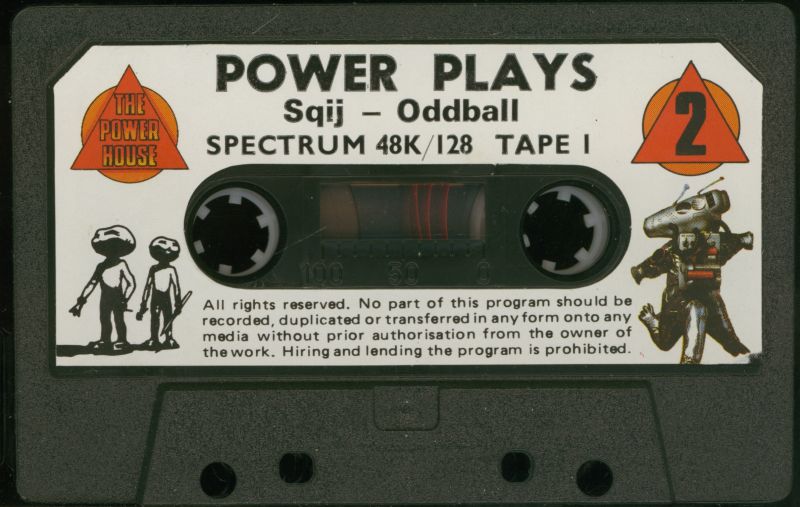 POWER PLAYS
Sqij – Oddball
SPECTRUM 48K/128 TAPE 1
THE
POWER
HOUSE
2
100 50 0
All rights reserved. No part of this program should be
recorded, duplicated or transferred in any form onto any
media without prior authorisation from the owner of
the work. Hiring and lending the program is prohibited.